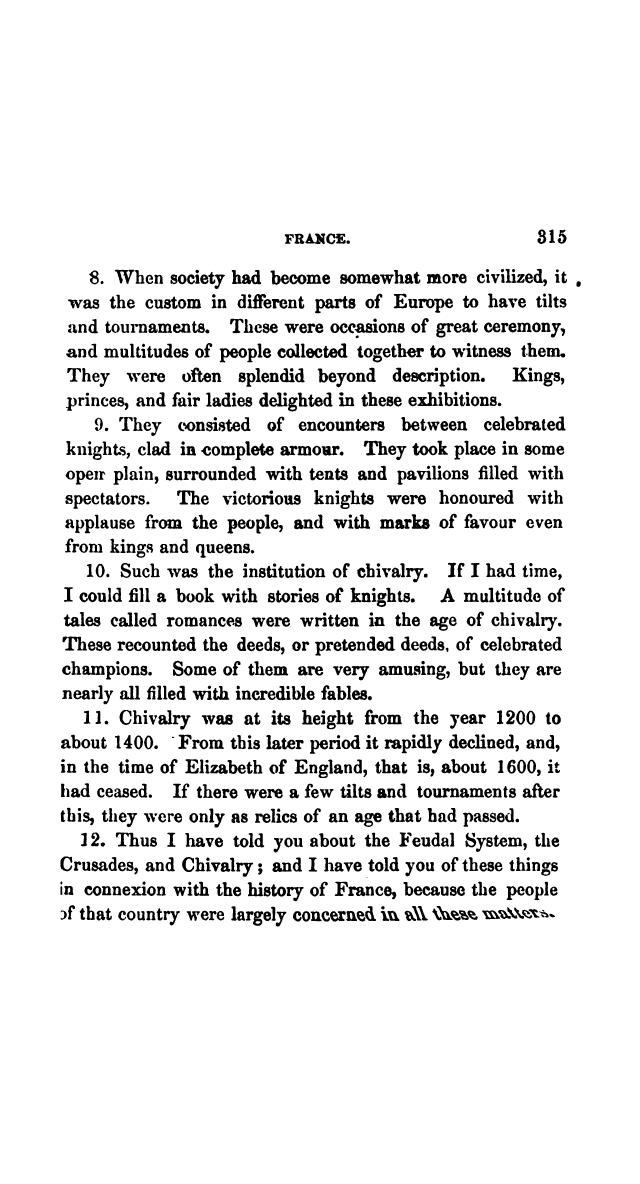 FRANCE. 315
8. When society had become somewhat more civilized, it
was the custom in different parts of Europe to have tilts
and tournaments. These were occasions of great ceremony,
and multitudes of people collected together to witness them.
They were often splendid beyond description. Kings,
princes, and fair ladies delighted in these exhibitions.
9. They consisted of encounters between celebrated
knights, clad in complete armour. They took place in some
open plain, surrounded with tents and pavilions filled with
spectators. The victorious knights were honoured with
applause from the people, and with marks of favour even
from kings and queens.
10. Such was the institution of chivalry. If I had time,
I could fill a book with stories of knights. A multitude of
tales called romances were written in the age of chivalry.
These recounted the deeds, or pretended deeds, of celebrated
champions. Some of them are very amusing, but they are
nearly all filled with incredible fables.
11. Chivalry was at its height from the year 1200 to
about 1400. From this later period it rapidly declined, and,
in the time of Elizabeth of England, that is, about 1600, it
had ceased. If there were a few tilts and tournaments after
this, they were only as relics of an age that had passed.
12. Thus I have told you about the Feudal System, the
Crusades, and Chivalry; and I have told you of these things
in connexion with the history of France, because the people
of that country were largely concerned in all these matters.